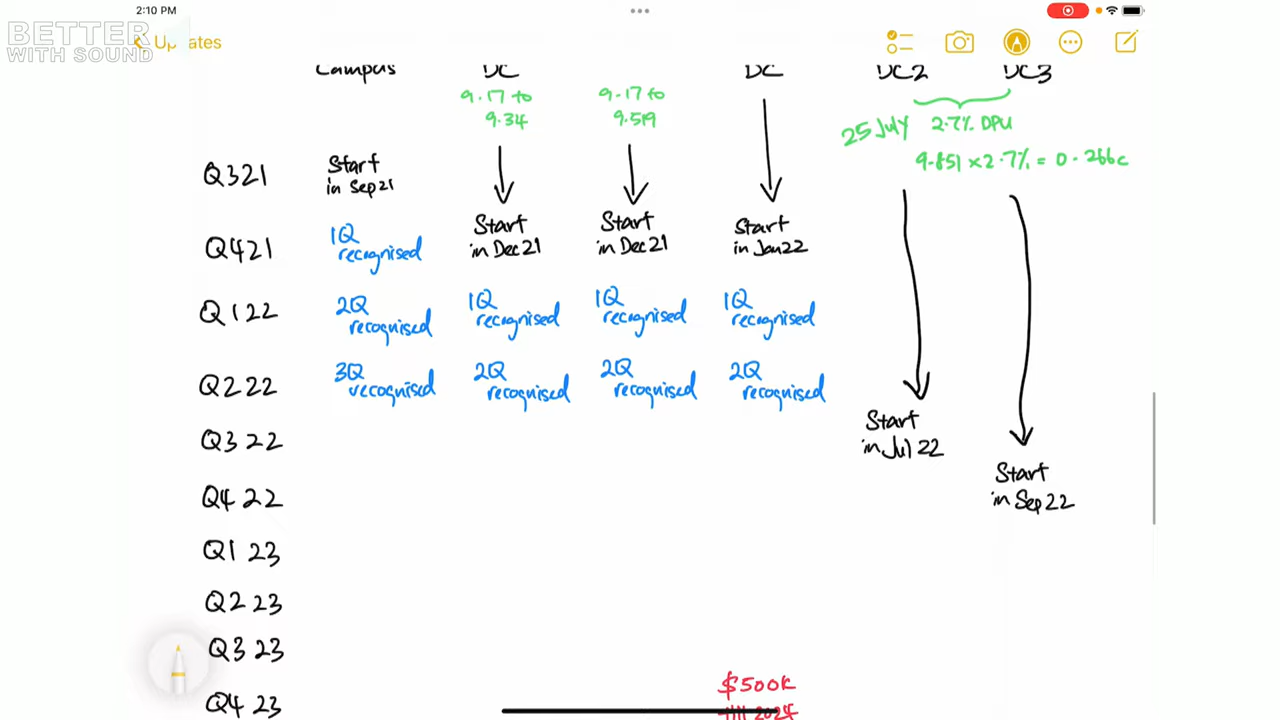 2:10 PM
BETTER
WITH SOUND
Updates
Campus
DC
DC
DC2
DC3
9.17 to
9.34
9.17 to
9.519
25 July
2.7% DPU
9.851 x 2.7% = 0.266c
Q321
Start
in Sep21
Q421
1Q
recognised
Start
in Dec21
Start
in Dec21
Start
in Jan22
Q122
2Q
recognised
1Q
recognised
1Q
recognised
1Q
recognised
Q222
3Q
recognised
2Q
recognised
2Q
recognised
2Q
recognised
Start
in Jul 22
Q3 22
Start
in Sep22
Q4 22
Q1 23
Q2 23
Q3 23
Q4 23
$500k
till 2024